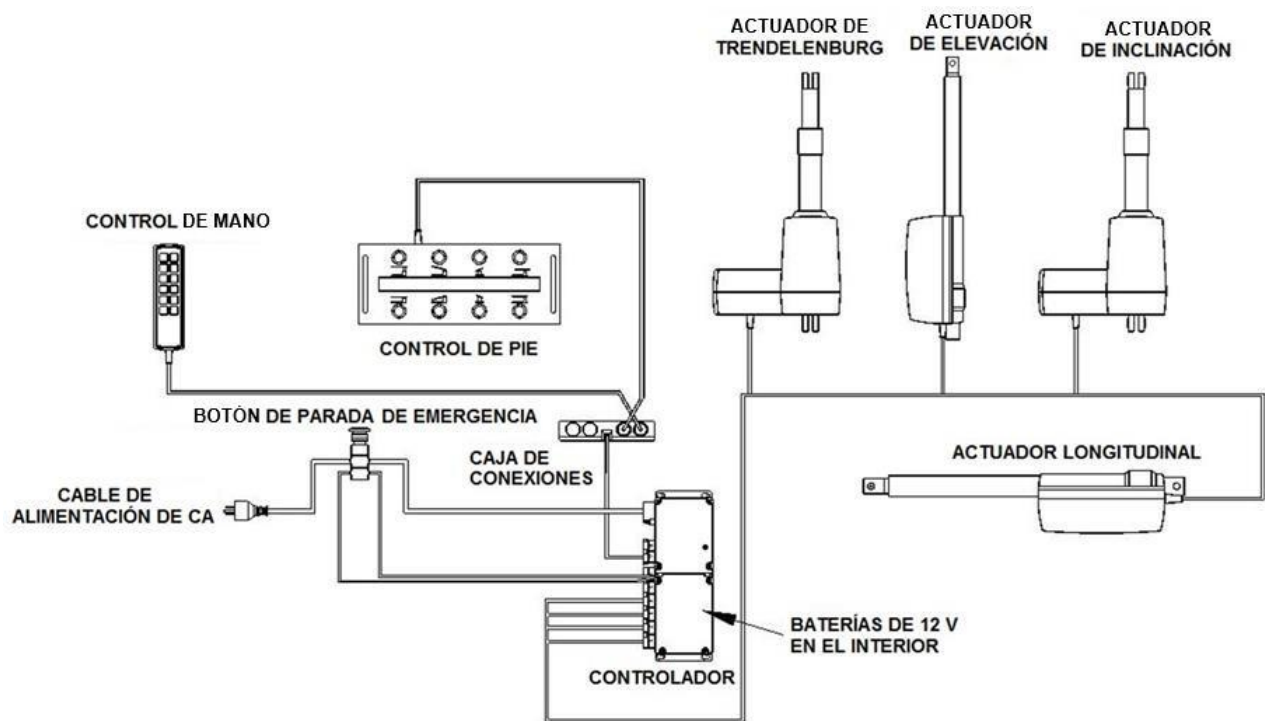 ACTUADOR DE
TRENDELENBURG
ACTUADOR
DE ELEVACIÓN
ACTUADOR
DE INCLINACIÓN
CONTROL DE MANO
CONTROL DE PIE
BOTÓN DE PARADA DE EMERGENCIA
CAJA DE
CONEXIONES
ACTUADOR LONGITUDINAL
CABLE DE
ALIMENTACIÓN DE CA
BATERÍAS DE 12 V
EN EL INTERIOR
CONTROLADOR